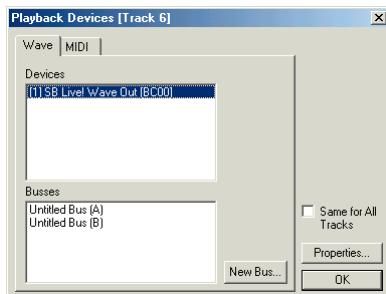 Playback Devices [Track 6]
Wave MIDI
Devices
(1) SB Live! Wave Out (BC00)
Busses
Untitled Bus (A)
Untitled Bus (B)
New Bus...
Same for All
Tracks
Properties...
OK